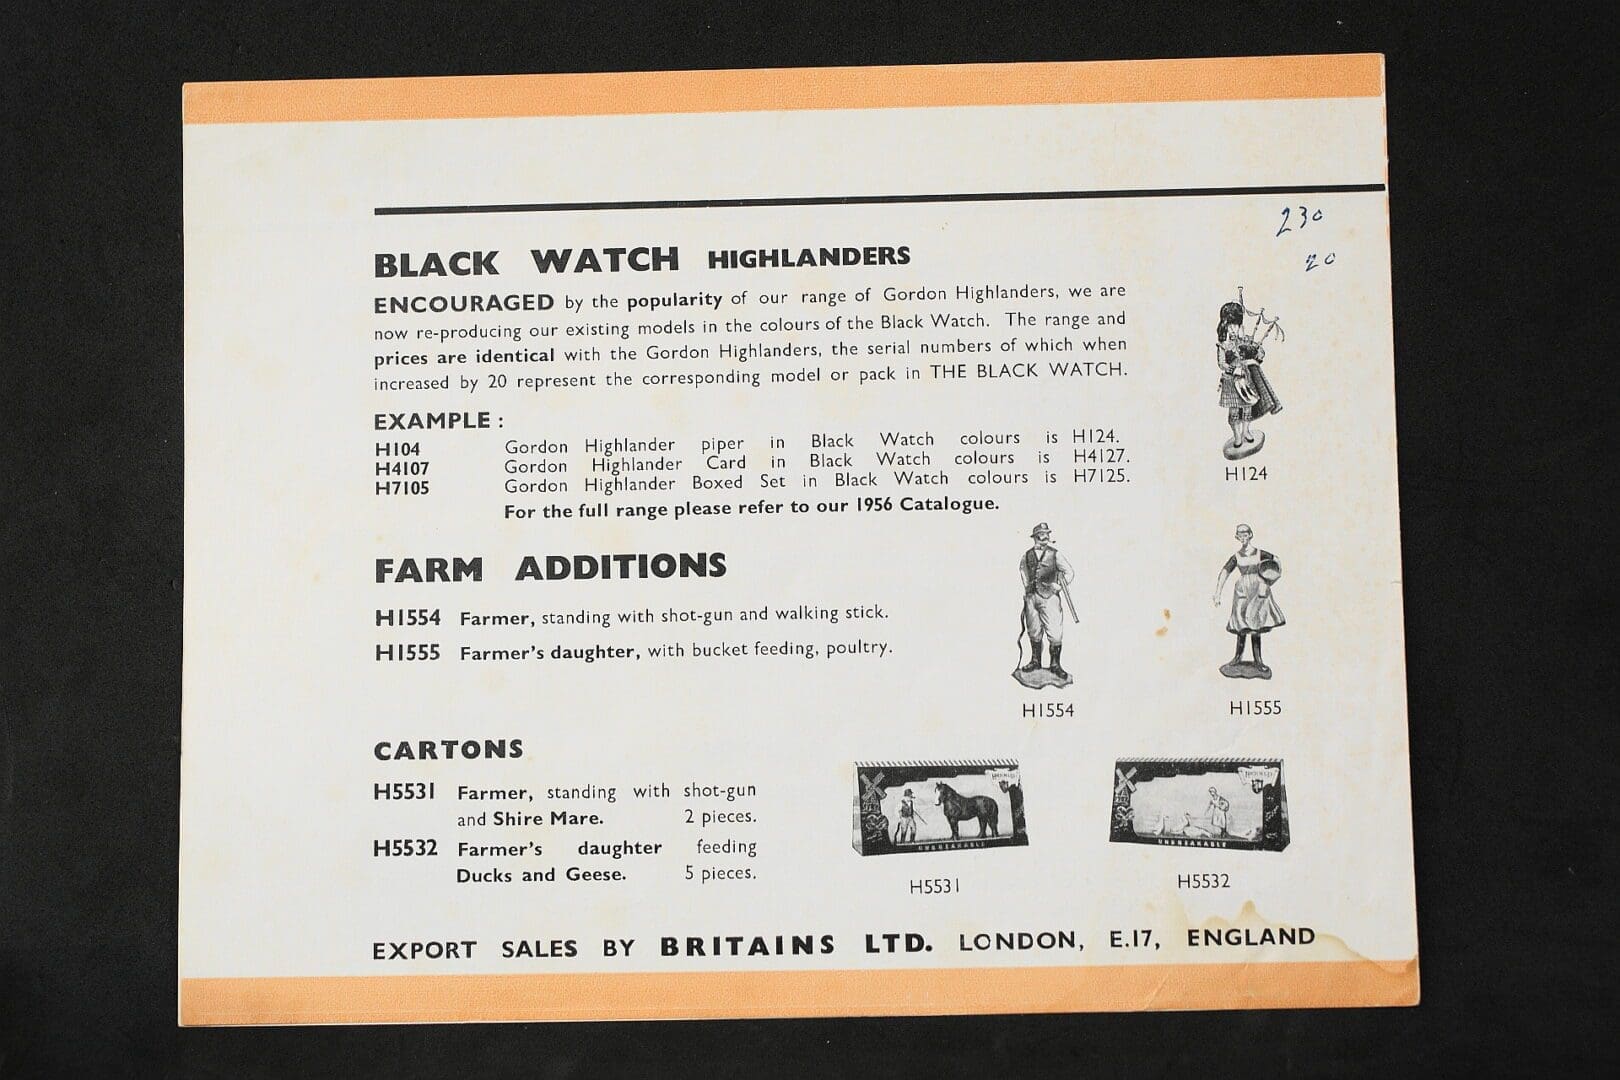 230
20
BLACK WATCH HIGHLANDERS
ENCOURAGED by the popularity of our range of Gordon Highlanders, we are
now re-producing our existing models in the colours of the Black Watch. The range and
prices are identical with the Gordon Highlanders, the serial numbers of which when
increased by 20 represent the corresponding model or pack in THE BLACK WATCH.
EXAMPLE :
H104 Gordon Highlander piper in Black Watch colours is H124.
H4107 Gordon Highlander Card in Black Watch colours is H4127.
H7105 Gordon Highlander Boxed Set in Black Watch colours is H7125.
For the full range please refer to our 1956 Catalogue.
H124
FARM ADDITIONS
H1554 Farmer, standing with shot-gun and walking stick.
H1555 Farmer's daughter, with bucket feeding, poultry.
H1554
H1555
CARTONS
H5531 Farmer, standing with shot-gun
and Shire Mare. 2 pieces.
H5532 Farmer's daughter feeding
Ducks and Geese. 5 pieces.
UNBREAKABLE
H5531
UNBREAKABLE
H5532
EXPORT SALES BY BRITAINS LTD. LONDON, E.17, ENGLAND